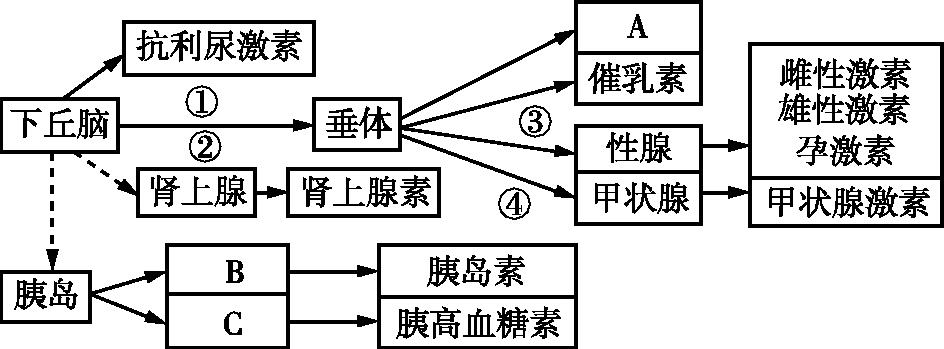 抗利尿激素
下丘脑
①
②
肾上腺
肾上腺素
垂体
A
催乳素
③
性腺
甲状腺
④
雌性激素
雄性激素
孕激素
甲状腺激素
胰岛
B
C
胰岛素
胰高血糖素